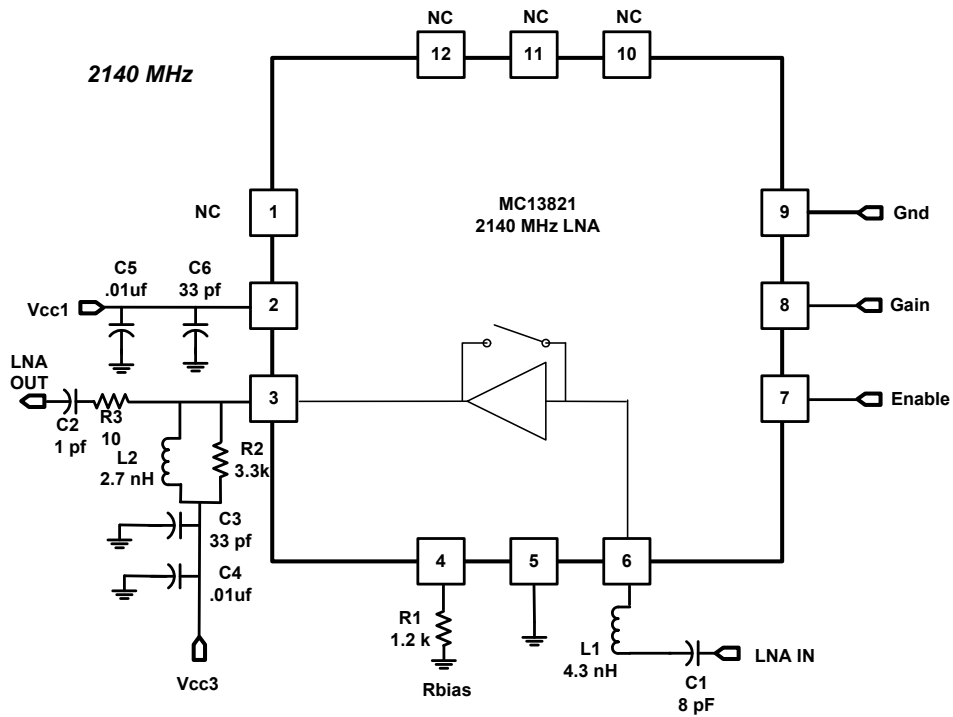 2140 MHz
NC
NC
NC
12
11
10
NC
1
MC13821
2140 MHz LNA
9
Gnd
C5
.01uf
C6
33 pf
Vcc1
2
8
Gain
LNA
OUT
3
7
Enable
C2
1 pf
R3
10
L2
2.7 nH
R2
3.3k
C3
33 pf
C4
.01uf
4
5
6
R1
1.2 k
Rbias
L1
4.3 nH
LNA IN
C1
8 pF
Vcc3